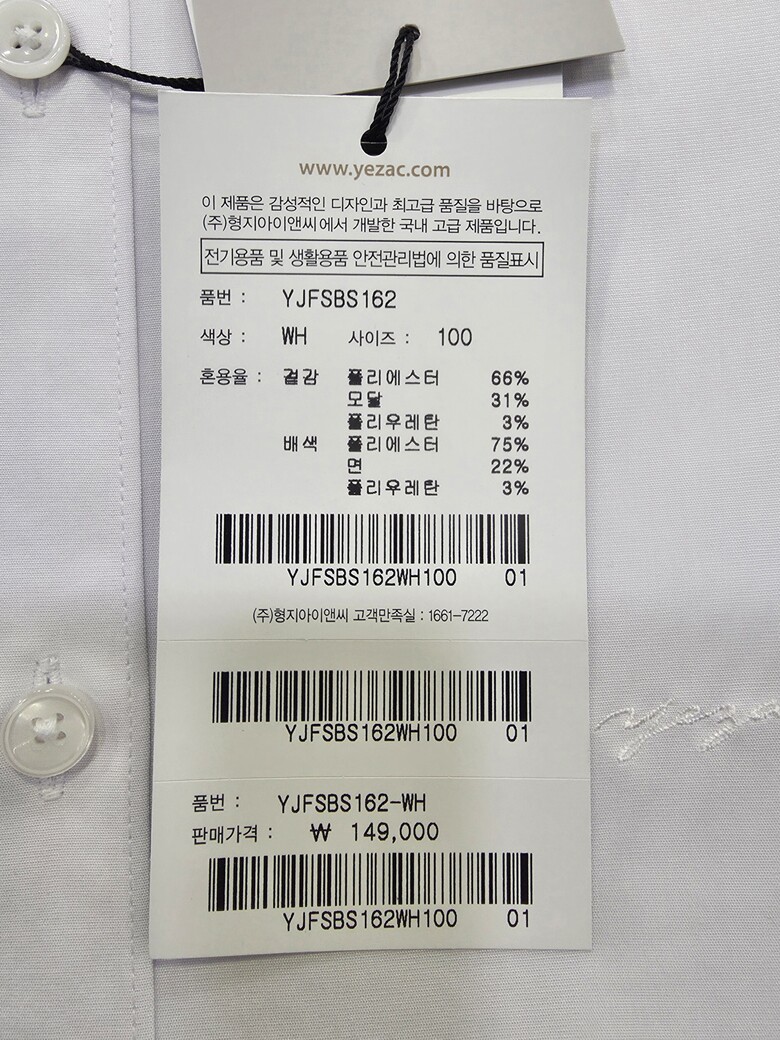 www.yezac.com
이 제품은 감성적인 디자인과 최고급 품질을 바탕으로
(주)형지아이앤씨에서 개발한 국내 고급 제품입니다.
전기용품 및 생활용품 안전관리법에 의한 품질표시
품번 : YJFSBS162
색상 : WH 사이즈 : 100
혼용율 : 겉감 폴리에스터 66%
모달 31%
폴리우레탄 3%
배색 폴리에스터 75%
면 22%
폴리우레탄 3%
YJFSBS162WH100 01
(주)형지아이앤씨 고객만족실 : 1661-7222
YJFSBS162WH100 01
품번 : YJFSBS162-WH
판매가격 : ₩ 149,000
YJFSBS162WH100 01